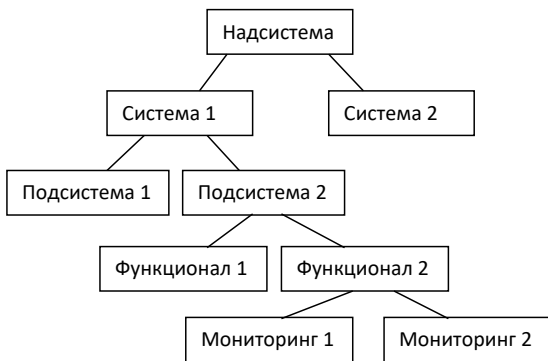 Надсистема
Система 1
Система 2
Подсистема 1
Подсистема 2
Функционал 1
Функционал 2
Мониторинг 1
Мониторинг 2